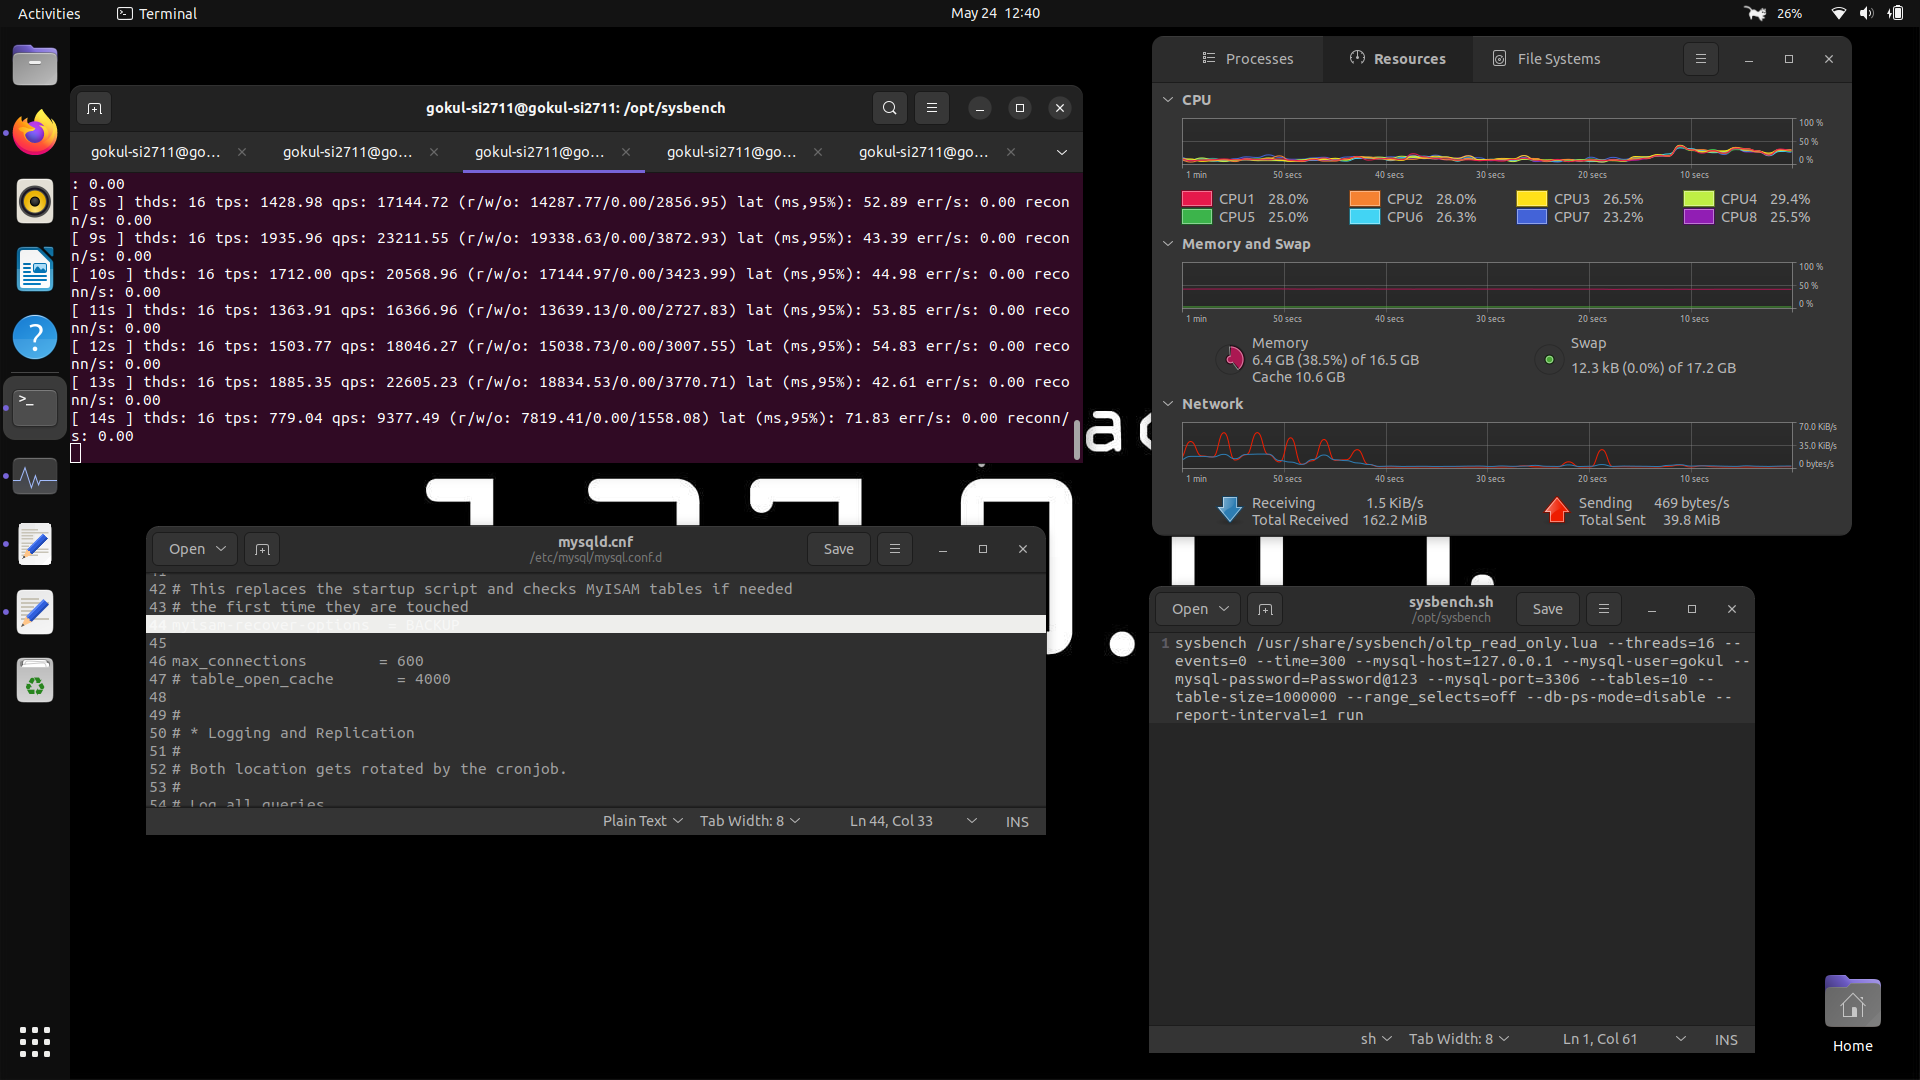 Activities
Terminal
May 24 12:40
26%
gokul-si2711@gokul-si2711: /opt/sysbench
gokul-si2711@go...
gokul-si2711@go...
gokul-si2711@go...
gokul-si2711@go...
gokul-si2711@go...
: 0.00
[ 8s ] thds: 16 tps: 1428.98 qps: 17144.72 (r/w/o: 14287.77/0.00/2856.95) lat (ms,95%): 52.89 err/s: 0.00 recon
n/s: 0.00
[ 9s ] thds: 16 tps: 1935.96 qps: 23211.55 (r/w/o: 19338.63/0.00/3872.93) lat (ms,95%): 43.39 err/s: 0.00 recon
n/s: 0.00
[ 10s ] thds: 16 tps: 1712.00 qps: 20568.96 (r/w/o: 17144.97/0.00/3423.99) lat (ms,95%): 44.98 err/s: 0.00 reco
nn/s: 0.00
[ 11s ] thds: 16 tps: 1363.91 qps: 16366.96 (r/w/o: 13639.13/0.00/2727.83) lat (ms,95%): 53.85 err/s: 0.00 reco
nn/s: 0.00
[ 12s ] thds: 16 tps: 1503.77 qps: 18046.27 (r/w/o: 15038.73/0.00/3007.55) lat (ms,95%): 54.83 err/s: 0.00 reco
nn/s: 0.00
[ 13s ] thds: 16 tps: 1885.35 qps: 22605.23 (r/w/o: 18834.53/0.00/3770.71) lat (ms,95%): 42.61 err/s: 0.00 reco
nn/s: 0.00
[ 14s ] thds: 16 tps: 779.04 qps: 9377.49 (r/w/o: 7819.41/0.00/1558.08) lat (ms,95%): 71.83 err/s: 0.00 reconn/
s: 0.00
Processes
Resources
File Systems
CPU
100 %
50 %
0 %
1 min 50 secs 40 secs 30 secs 20 secs 10 secs
CPU1 28.0% CPU2 28.0% CPU3 26.5% CPU4 29.4%
CPU5 25.0% CPU6 26.3% CPU7 23.2% CPU8 25.5%
Memory and Swap
100 %
50 %
0 %
1 min 50 secs 40 secs 30 secs 20 secs 10 secs
Memory
6.4 GB (38.5%) of 16.5 GB
Cache 10.6 GB
Swap
12.3 kB (0.0%) of 17.2 GB
Network
70.0 KiB/s
35.0 KiB/s
0 bytes/s
1 min 50 secs 40 secs 30 secs 20 secs 10 secs
Receiving 1.5 KiB/s
Total Received 162.2 MiB
Sending 469 bytes/s
Total Sent 39.8 MiB
Open
mysqld.cnf
/etc/mysql/mysql.conf.d
Save
41
42 # This replaces the startup script and checks MyISAM tables if needed
43 # the first time they are touched
44 myisam-recover-options = BACKUP
45
46 max_connections = 600
47 # table_open_cache = 4000
48
49 #
50 # * Logging and Replication
51 #
52 # Both location gets rotated by the cronjob.
53 #
54 # Log all queries
Plain Text
Tab Width: 8
Ln 44, Col 33
INS
Open
sysbench.sh
/opt/sysbench
Save
1 sysbench /usr/share/sysbench/oltp_read_only.lua --threads=16 --
events=0 --time=300 --mysql-host=127.0.0.1 --mysql-user=gokul --
mysql-password=Password@123 --mysql-port=3306 --tables=10 --
table-size=1000000 --range_selects=off --db-ps-mode=disable --
report-interval=1 run
sh
Tab Width: 8
Ln 1, Col 61
INS
Home